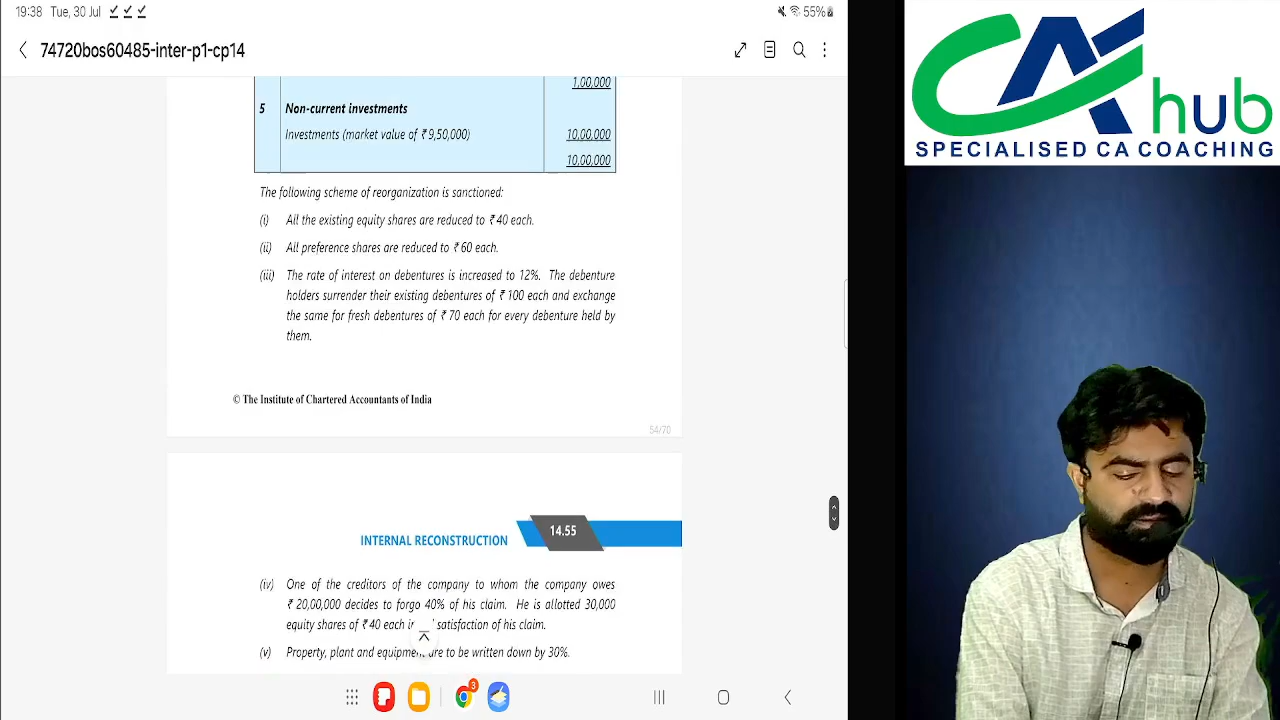 19:38 Tue, 30 Jul ✓ ✓ ✓
55%
74720bos60485-inter-p1-cp14
1,00,000
5 Non-current investments
Investments (market value of ₹ 9,50,000) 10,00,000
10,00,000
The following scheme of reorganization is sanctioned:
(i) All the existing equity shares are reduced to ₹ 40 each.
(ii) All preference shares are reduced to ₹ 60 each.
(iii) The rate of interest on debentures is increased to 12%. The debenture
holders surrender their existing debentures of ₹ 100 each and exchange
the same for fresh debentures of ₹ 70 each for every debenture held by
them.
© The Institute of Chartered Accountants of India
54/70
INTERNAL RECONSTRUCTION 14.55
(iv) One of the creditors of the company to whom the company owes
₹ 20,00,000 decides to forgo 40% of his claim. He is allotted 30,000
equity shares of ₹ 40 each satisfaction of his claim.
(v) Property, plant and equipment are to be written down by 30%.
3
CA hub
SPECIALISED CA COACHING